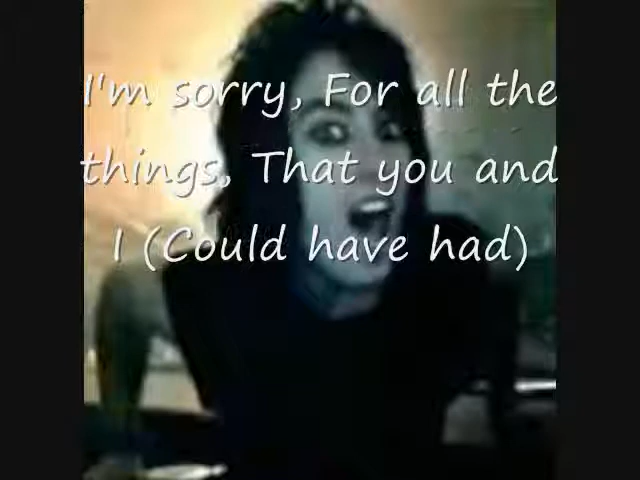 I'm sorry, For all the
things, That you and
I (Could have had)